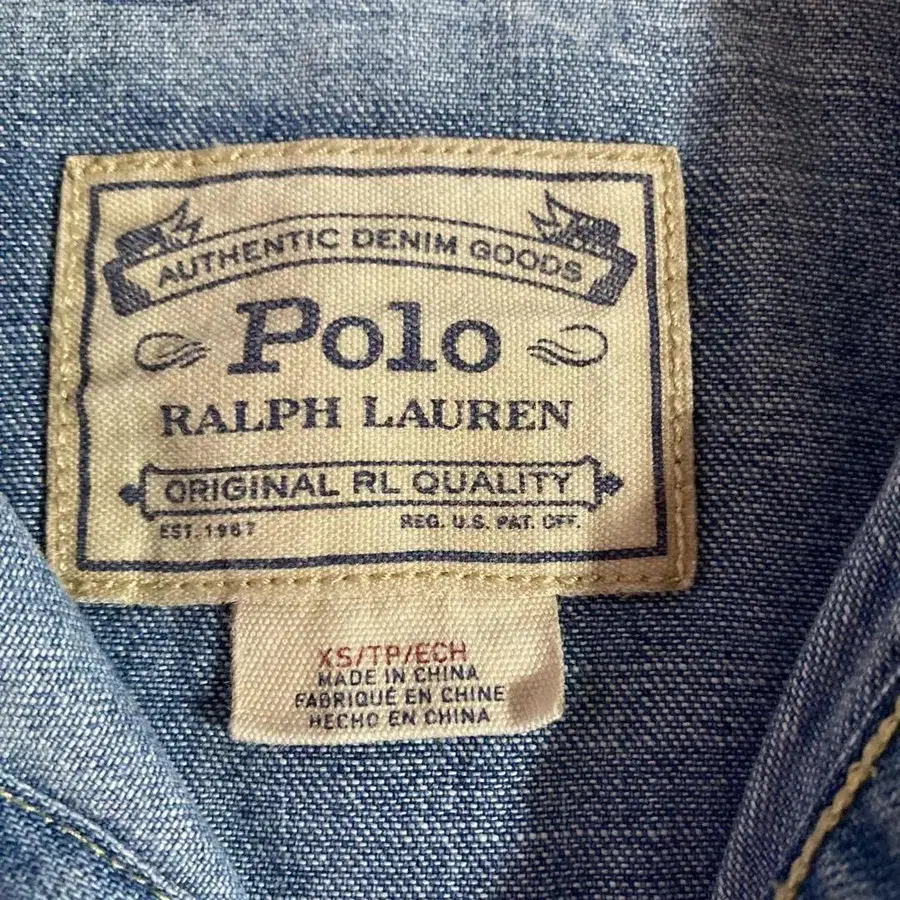 AUTHENTIC DENIM GOODS
Polo
RALPH LAUREN
ORIGINAL RL QUALITY
EST. 1967 REG. U.S. PAT. OFF.
XS/TP/ECH
MADE IN CHINA
FABRIQUÉ EN CHINE
HECHO EN CHINA